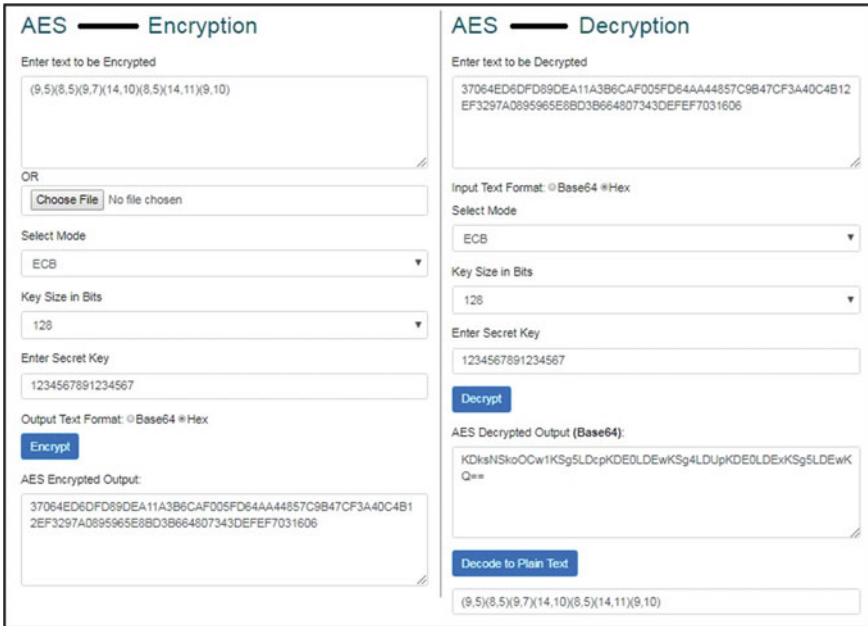 AES Encryption
Enter text to be Encrypted
(9,5)(8,5)(9,7)(14,10)(8,5)(14,11)(9,10)
OR
Choose File No file chosen
Select Mode
ECB
Key Size in Bits
128
Enter Secret Key
1234567891234567
Output Text Format: Base64 Hex
Encrypt
AES Encrypted Output:
37064ED6DFD89DEA11A3B6CAF005FD64AA44857C9B47CF3A40C4B1
2EF3297A0895965E8BD3B664807343DEFEF7031606
AES Decryption
Enter text to be Decrypted
37064ED6DFD89DEA11A3B6CAF005FD64AA44857C9B47CF3A40C4B12
EF3297A0895965E8BD3B664807343DEFEF7031606
Input Text Format: Base64 Hex
Select Mode
ECB
Key Size in Bits
128
Enter Secret Key
1234567891234567
Decrypt
AES Decrypted Output (Base64):
KDksNSkoOCw1KSg5LDcpKDE0LDEwKSg4LDUpKDE0LDExKSg5LDEwK
Q==
Decode to Plain Text
(9,5)(8,5)(9,7)(14,10)(8,5)(14,11)(9,10)